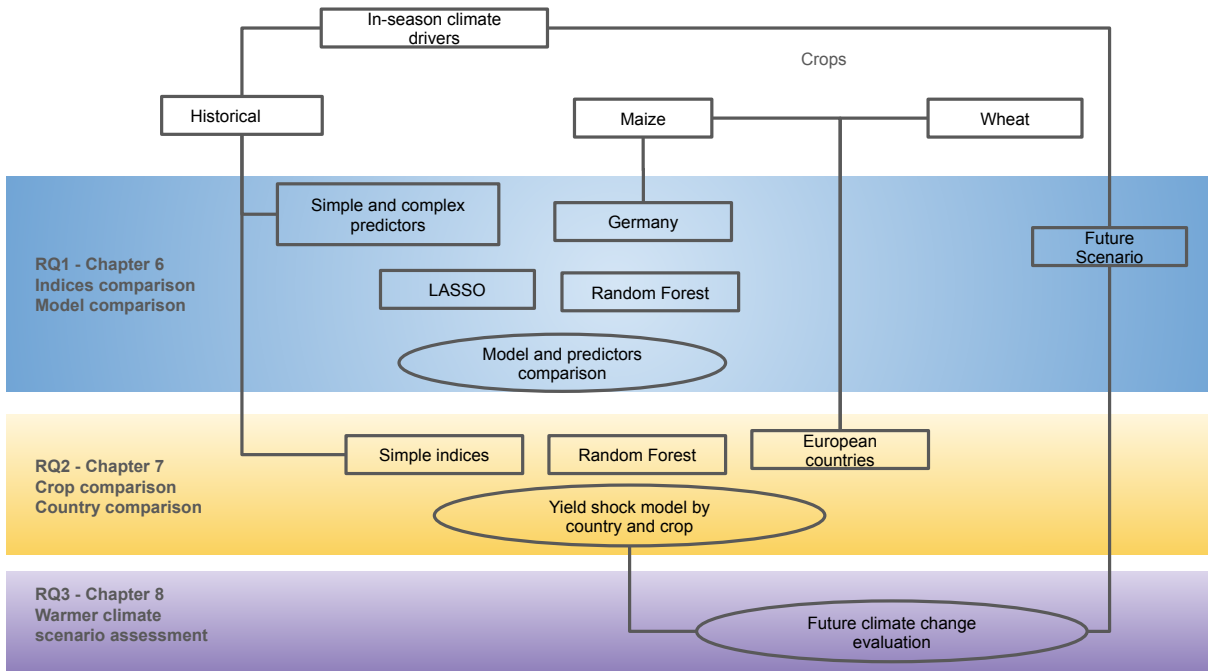 In-season climate
drivers
Crops
Historical
Maize
Wheat
Simple and complex
predictors
Germany
Future
Scenario
RQ1 - Chapter 6
Indices comparison
Model comparison
LASSO
Random Forest
Model and predictors
comparison
RQ2 - Chapter 7
Crop comparison
Country comparison
Simple indices
Random Forest
European
countries
Yield shock model by
country and crop
RQ3 - Chapter 8
Warmer climate
scenario assessment
Future climate change
evaluation